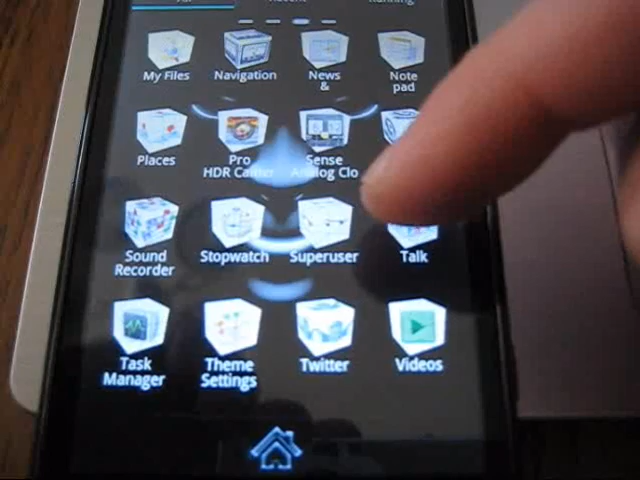 My Files
Navigation
News
&
Note
pad
Places
Pro
HDR
Sense
Analog Clo
Sound
Recorder
Stopwatch
Superuser
Talk
Task
Manager
Theme
Settings
Twitter
Videos